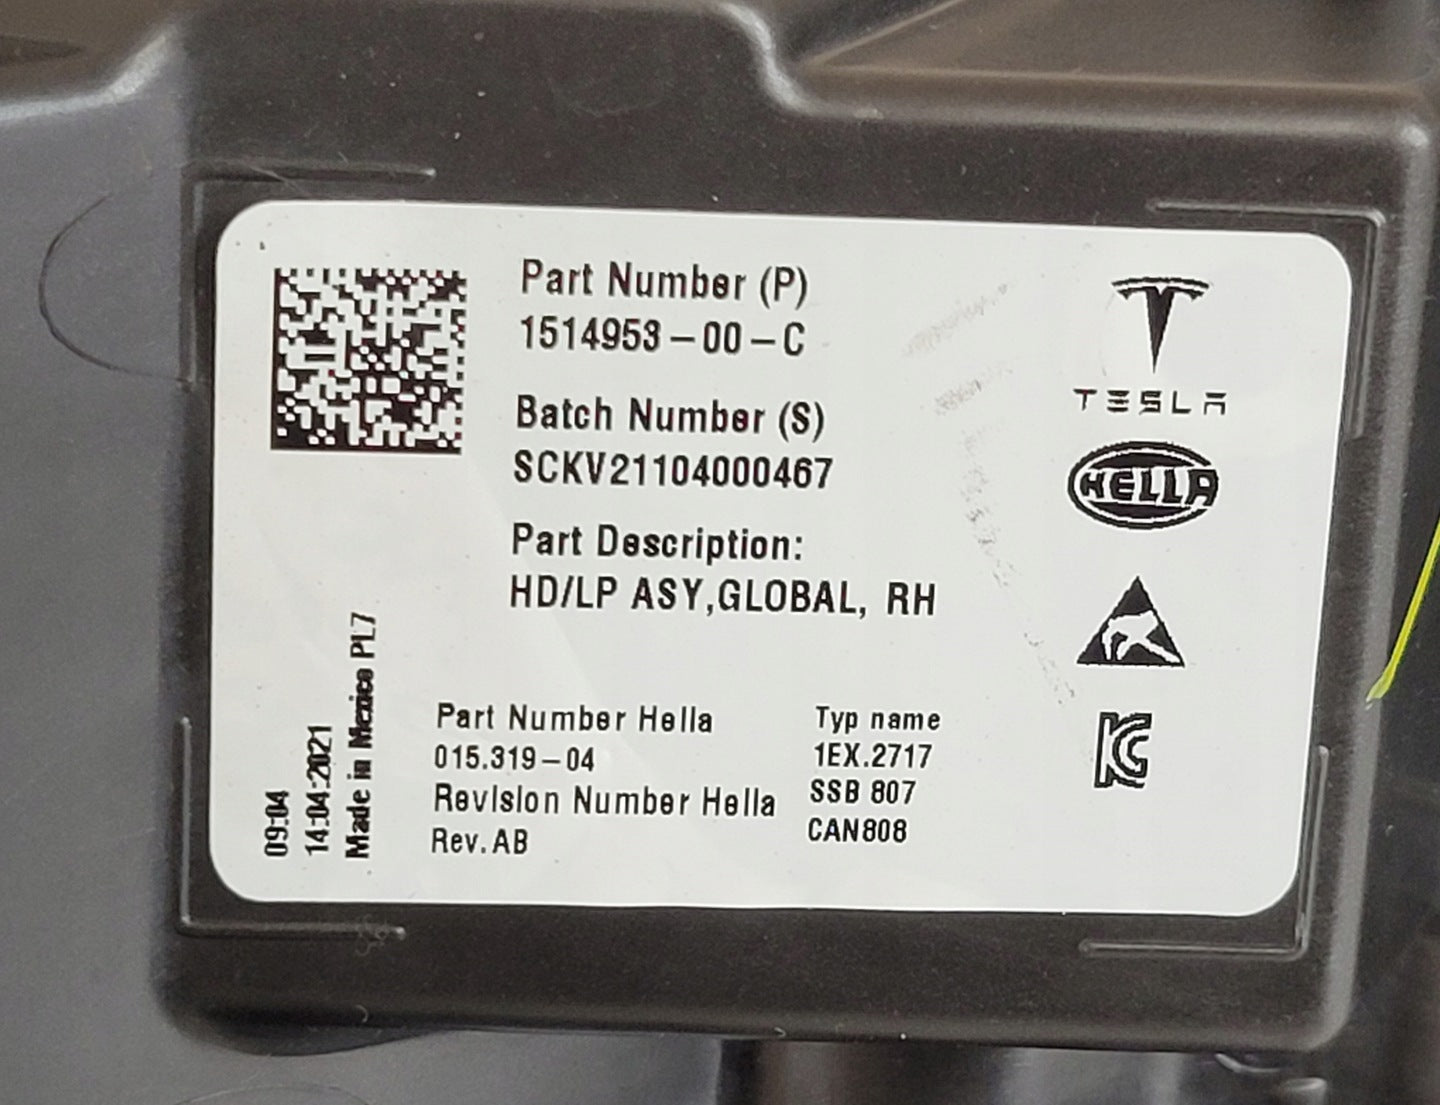 Part Number (P)
1514953-00-C
Batch Number (S)
SCKV21104000467
Part Description:
HD/LP ASY,GLOBAL, RH
Part Number Hella
015.319-04
Revision Number Hella
Rev. AB
Typ name
1EX.2717
SSB 807
CAN808
09:04
14:04:2021
Made in Mexico PL7
TESLA
HELLA
KC